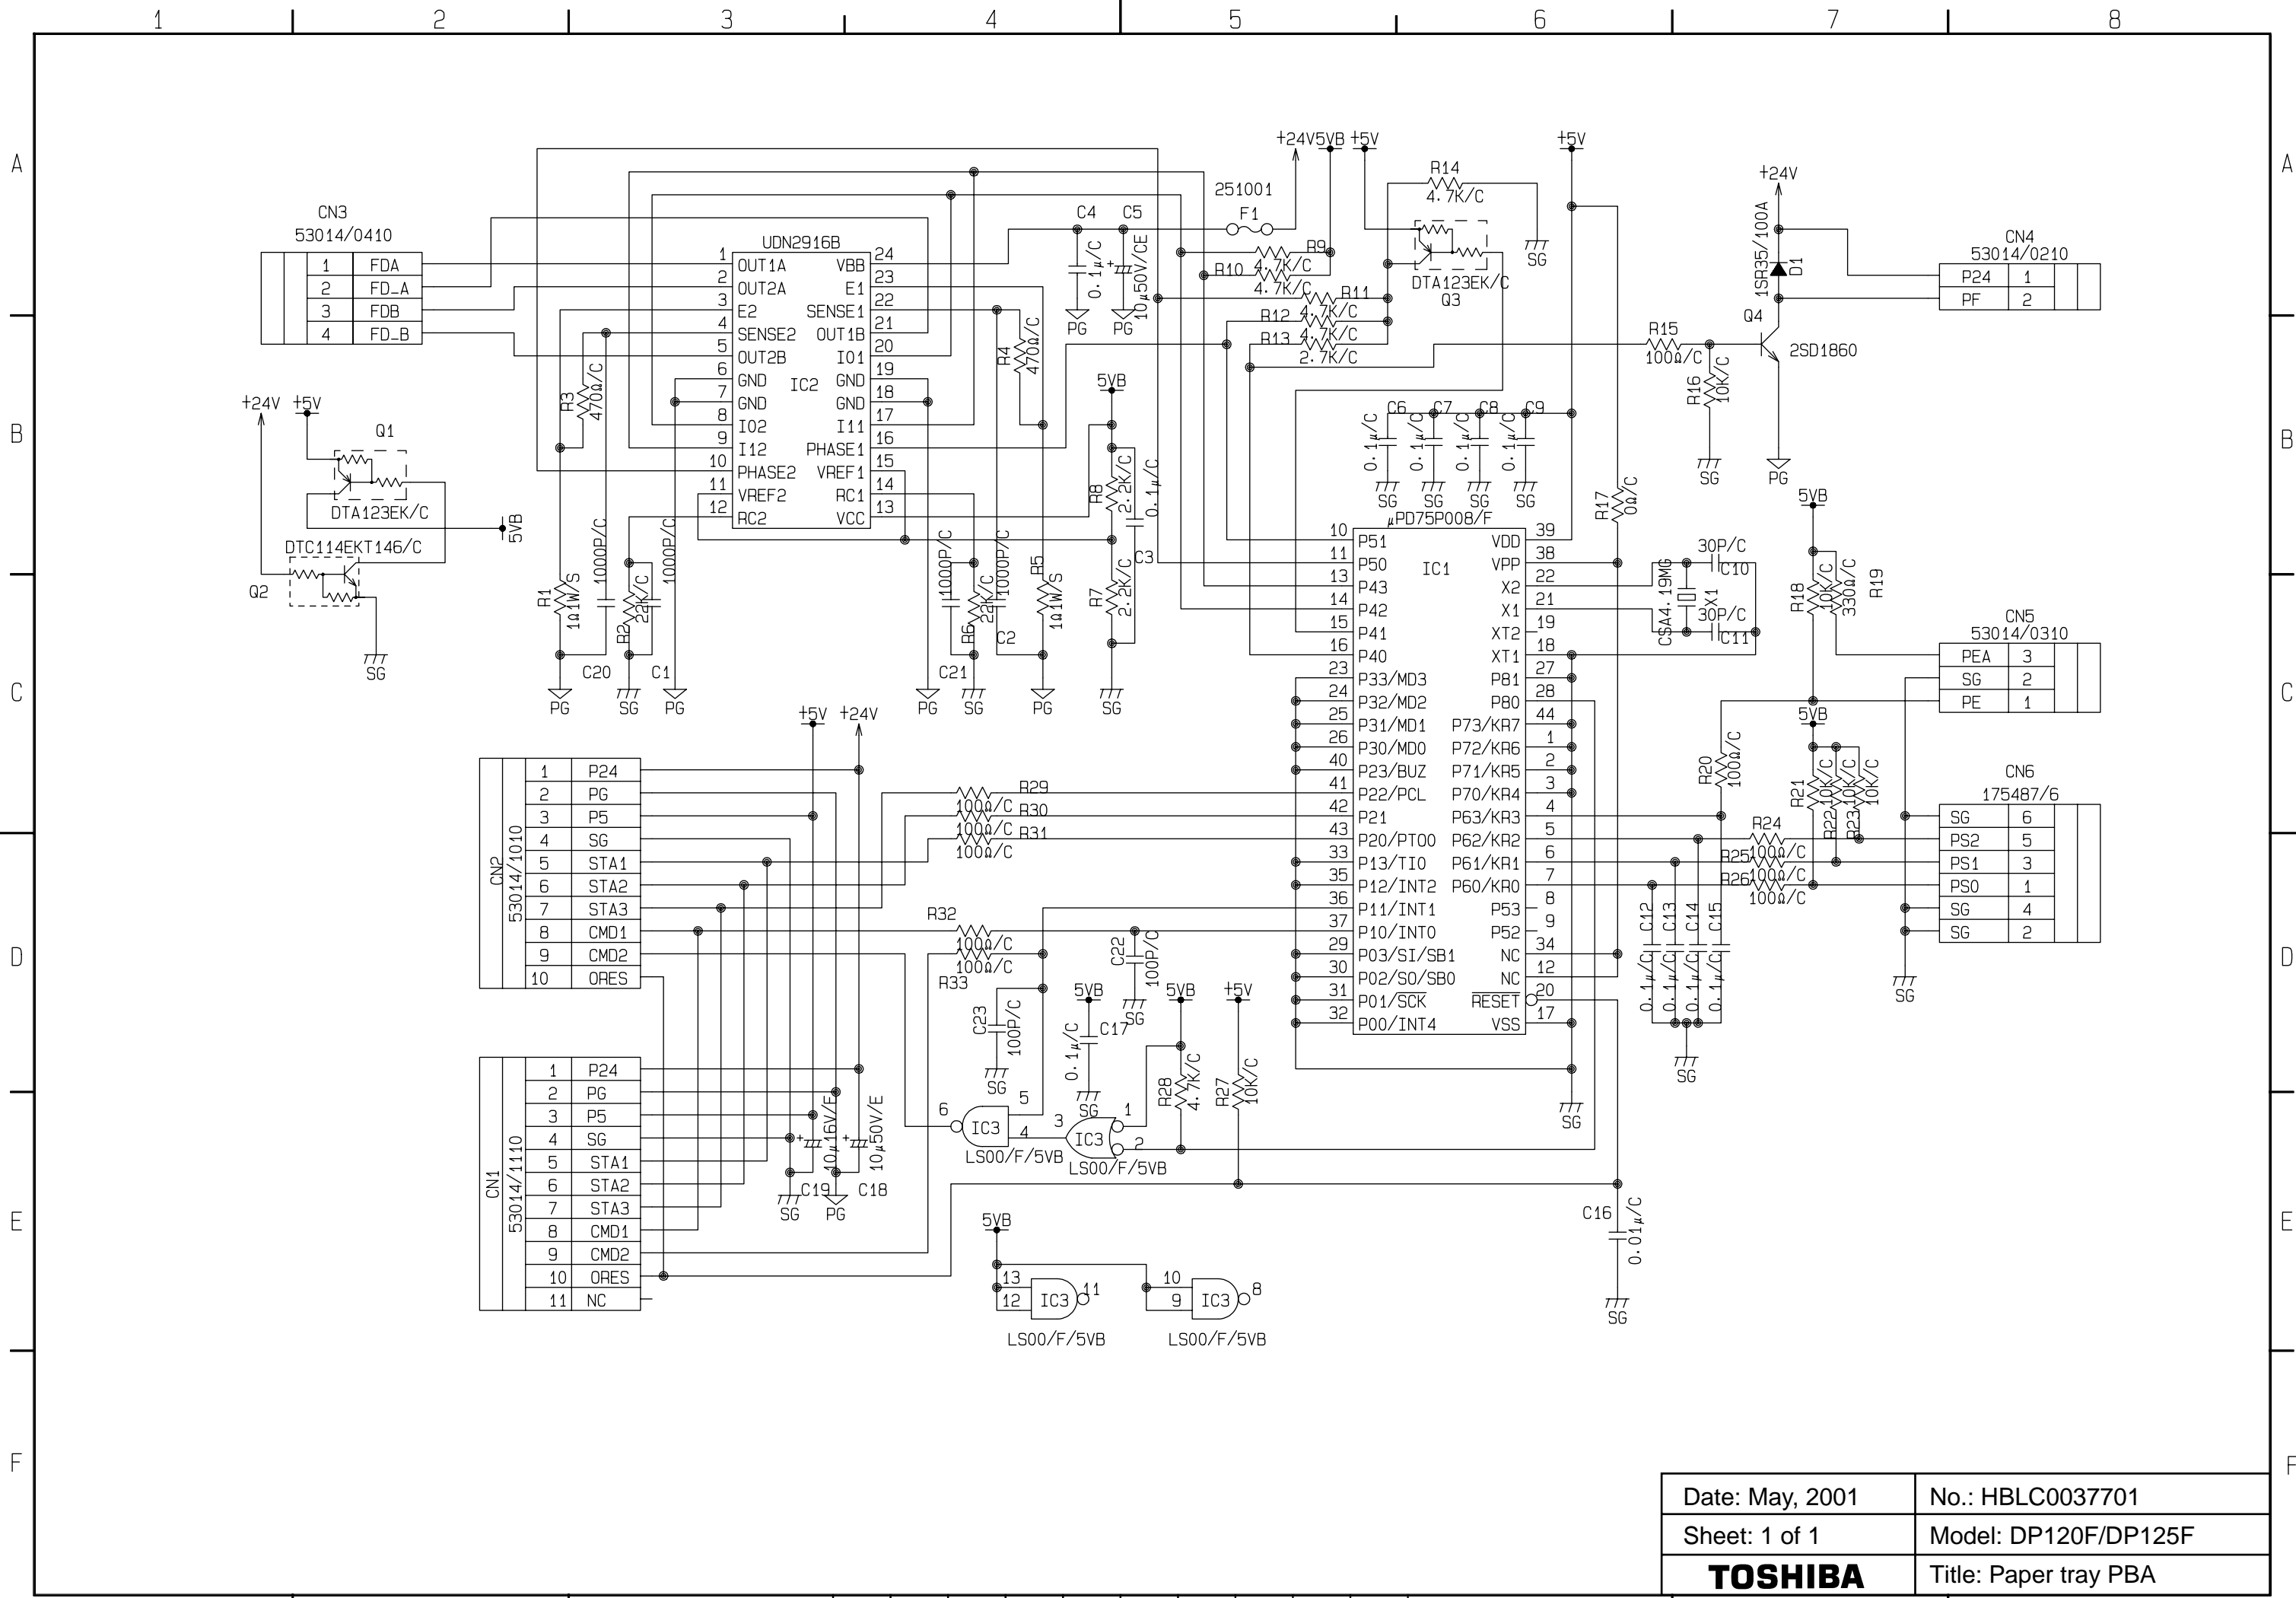 1 2 3 4 5 6 7 8
A
B
C
D
E
F
A
B
C
D
E
F
CN3
53014/0410
1 FDA
2 FD_A
3 FDB
4 FD_B
UDN2916B
IC2
1 OUT1A
2 OUT2A
3 E2
4 SENSE2
5 OUT2B
6 GND
7 GND
8 I02
9 I12
10 PHASE2
11 VREF2
12 RC2
24 VBB
23 E1
22 SENSE1
21 OUT1B
20 I01
19 GND
18 GND
17 I11
16 PHASE1
15 VREF1
14 RC1
13 VCC
+24V
+5V
Q1
DTA123EK/C
5VB
DTC114EKT146/C
Q2
SG
R3
470Ω/C
R1
1Ω1W/S
1000P/C
C20
R2
22K/C
1000P/C
C1
PG
SG
PG
R4
470Ω/C
1000P/C
C21
R6
22K/C
1000P/C
C2
R5
1Ω1W/S
PG
SG
PG
5VB
R8
2.2K/C
0.1μ/C
C3
R7
2.2K/C
SG
C4
0.1μ/C
C5
10μ50V/CE
PG
PG
251001
F1
+24V
5VB
+5V
R9
4.7K/C
R10
4.7K/C
R11
4.7K/C
R12
4.7K/C
R13
2.7K/C
R14
4.7K/C
SG
DTA123EK/C
Q3
+5V
C6
0.1μ/C
C7
0.1μ/C
C8
0.1μ/C
C9
0.1μ/C
SG
SG
SG
SG
R17
0Ω/C
+24V
1SR35/100A
D1
Q4
2SD1860
R15
100Ω/C
R16
10K/C
SG
PG
CN4
53014/0210
P24 1
PF 2
μPD75P008/F
IC1
10 P51
11 P50
13 P43
14 P42
15 P41
16 P40
23 P33/MD3
24 P32/MD2
25 P31/MD1
26 P30/MD0
40 P23/BUZ
41 P22/PCL
42 P21
43 P20/PTO0
33 P13/TI0
35 P12/INT2
36 P11/INT1
37 P10/INT0
29 P03/SI/SB1
30 P02/SO/SB0
31 P01/SCK
32 P00/INT4
VDD 39
VPP 38
X2 22
X1 21
XT2 19
XT1 18
P81 27
P80 28
P73/KR7 44
P72/KR6 1
P71/KR5 2
P70/KR4 3
P63/KR3 4
P62/KR2 5
P61/KR1 6
P60/KR0 7
P53 8
P52 9
NC 34
NC 12
RESET 20
VSS 17
SG
CSA4.19MG
X1
30P/C
C10
30P/C
C11
5VB
R18
10K/C
R19
330Ω/C
CN5
53014/0310
PEA 3
SG 2
PE 1
5VB
R20
100Ω/C
R21
10K/C
R22
10K/C
R23
10K/C
R24
100Ω/C
R25
100Ω/C
R26
100Ω/C
CN6
175487/6
SG 6
PS2 5
PS1 3
PS0 1
SG 4
SG 2
SG
C12
0.1μ/C
C13
0.1μ/C
C14
0.1μ/C
C15
0.1μ/C
SG
CN2
53014/1010
1 P24
2 PG
3 P5
4 SG
5 STA1
6 STA2
7 STA3
8 CMD1
9 CMD2
10 ORES
CN1
53014/1110
1 P24
2 PG
3 P5
4 SG
5 STA1
6 STA2
7 STA3
8 CMD1
9 CMD2
10 ORES
11 NC
+5V
+24V
10μ16V/E
C19
10μ50V/E
C18
SG
PG
R29
100Ω/C
R30
100Ω/C
R31
100Ω/C
R32
100Ω/C
100Ω/C
R33
C22
100P/C
SG
C23
100P/C
SG
5VB
C17
0.1μ/C
SG
5VB
R28
4.7K/C
+5V
R27
10K/C
6 IC3 5 4
LS00/F/5VB
3 IC3 1 2
LS00/F/5VB
C16
0.01μ/C
SG
5VB
13 12 IC3 11
LS00/F/5VB
10 9 IC3 8
LS00/F/5VB
Date: May, 2001 No.: HBLC0037701
Sheet: 1 of 1 Model: DP120F/DP125F
TOSHIBA Title: Paper tray PBA